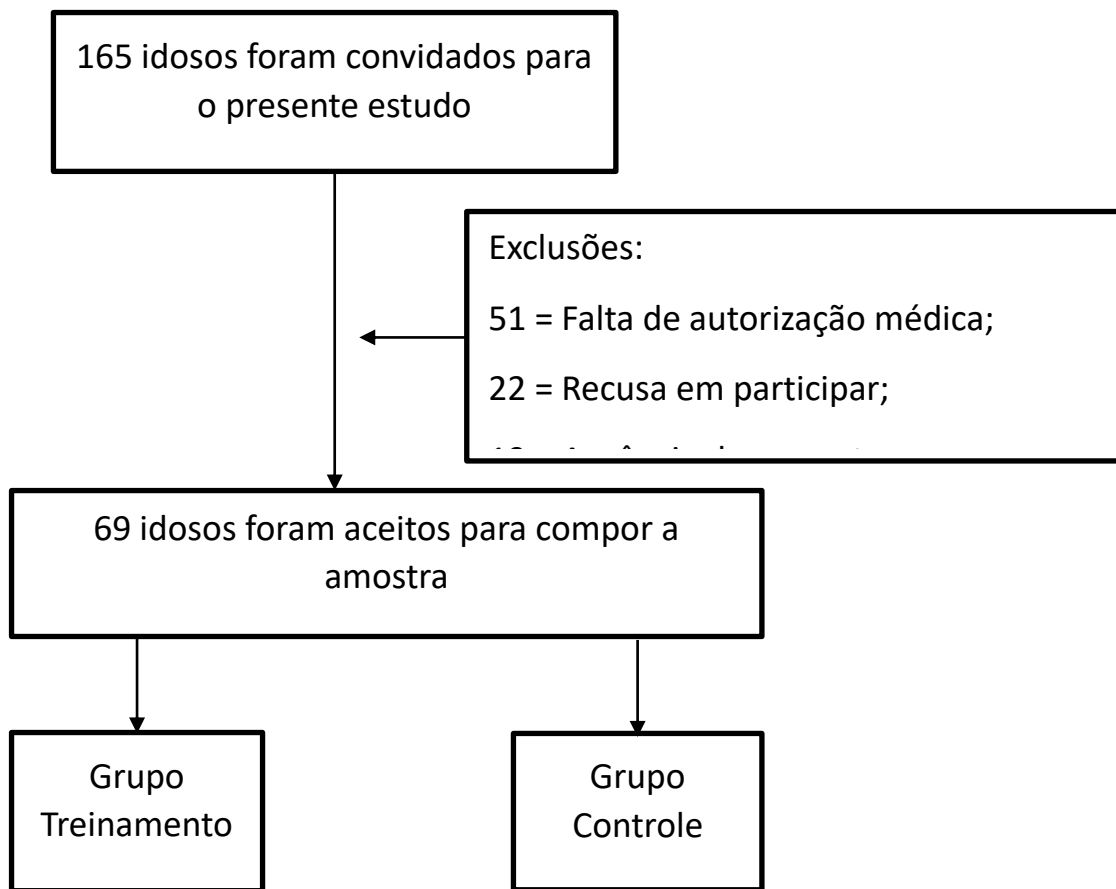 165 idosos foram convidados para
o presente estudo
Exclusões:
51 = Falta de autorização médica;
22 = Recusa em participar;
69 idosos foram aceitos para compor a
amostra
Grupo
Treinamento
Grupo
Controle